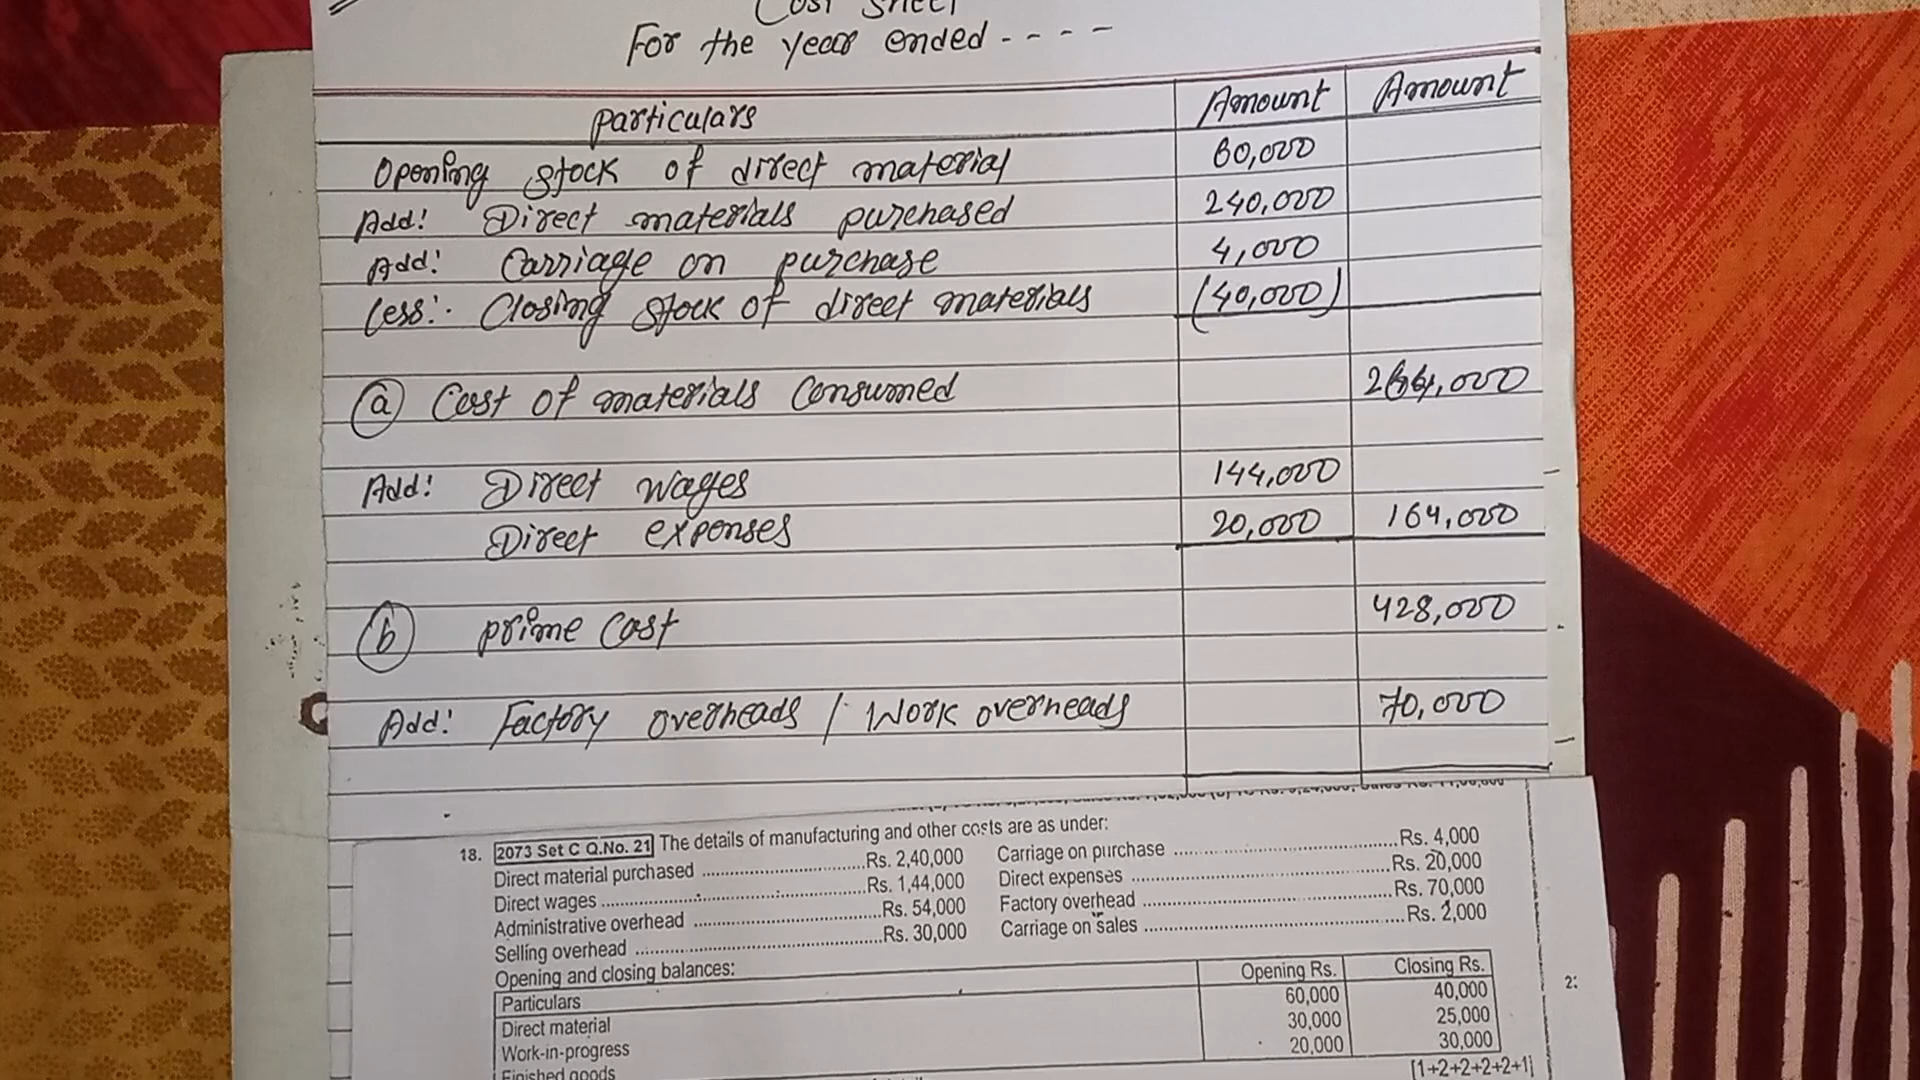 Cost Sheet
For the year ended - - - -
Particulars Amount Amount
Opening stock of direct material 60,000
Add: Direct materials purchased 240,000
Add: Carriage on purchase 4,000
Less:- Closing stock of direct materials (40,000)
(a) Cost of materials Consumed 264,000
Add: Direct wages 144,000
Direct expenses 20,000 164,000
(b) prime cost 428,000
Add: Factory overheads / Work overheads 70,000
18. 2073 Set C Q.No. 21 The details of manufacturing and other costs are as under:
Direct material purchased ........ Rs. 2,40,000 Carriage on purchase ........ Rs. 4,000
Direct wages ........ Rs. 1,44,000 Direct expenses ........ Rs. 20,000
Administrative overhead ........ Rs. 54,000 Factory overhead ........ Rs. 70,000
Selling overhead ........ Rs. 30,000 Carriage on sales ........ Rs. 2,000
Opening and closing balances:
Particulars Opening Rs. Closing Rs.
Direct material 60,000 40,000
Work-in-progress 30,000 25,000
Finished goods 20,000 30,000
[1+2+2+2+2+1]
2: